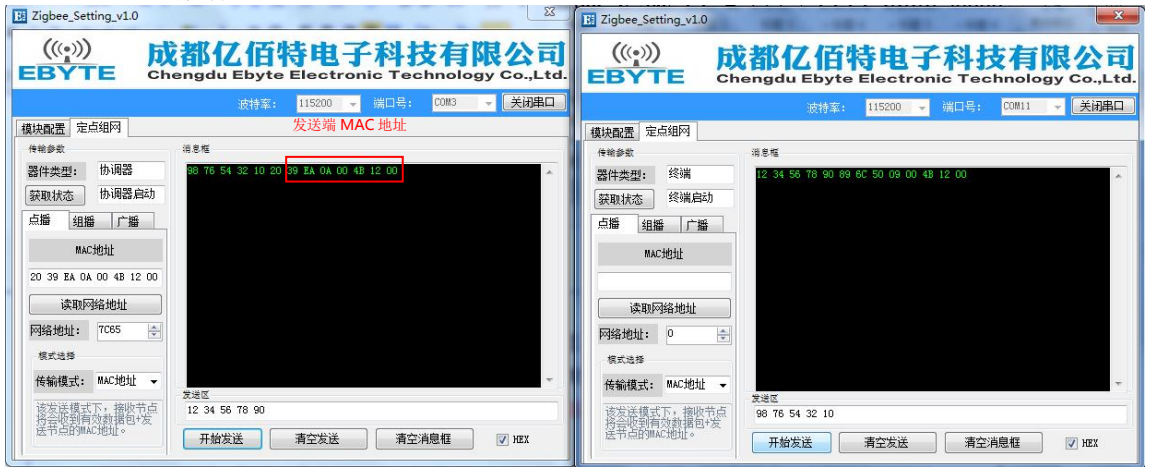 Zigbee_Setting_v1.0
EBYTE
成都亿佰特电子科技有限公司
Chengdu Ebyte Electronic Technology Co.,Ltd.
波特率: 115200 端口号: COM3 关闭串口
模块配置 定点组网
发送端 MAC 地址
传输参数
器件类型: 协调器
获取状态 协调器启动
点播 组播 广播
MAC地址
20 39 EA 0A 00 4B 12 00
读取网络地址
网络地址: 7C65
模式选择
传输模式: MAC地址
该发送模式下，接收节点
将会收到有效数据包+发
送节点的MAC地址。
消息框
98 76 54 32 10 20 39 EA 0A 00 4B 12 00
发送区
12 34 56 78 90
开始发送 清空发送 清空消息框 HEX
Zigbee_Setting_v1.0
EBYTE
成都亿佰特电子科技有限公司
Chengdu Ebyte Electronic Technology Co.,Ltd.
波特率: 115200 端口号: COM11 关闭串口
模块配置 定点组网
传输参数
器件类型: 终端
获取状态 终端启动
点播 组播 广播
MAC地址
读取网络地址
网络地址: 0
模式选择
传输模式: MAC地址
该发送模式下，接收节点
将会收到有效数据包+发
送节点的MAC地址。
消息框
12 34 56 78 90 89 6C 50 09 00 4B 12 00
发送区
98 76 54 32 10
开始发送 清空发送 清空消息框 HEX